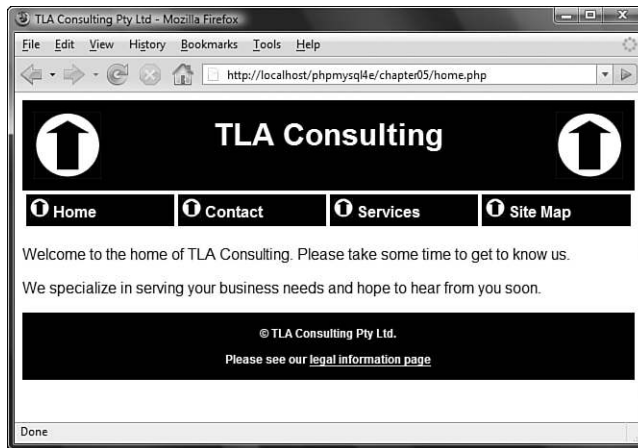 TLA Consulting Pty Ltd - Mozilla Firefox
File Edit View History Bookmarks Tools Help
http://localhost/phpmysql4e/chapter05/home.php
TLA Consulting
Home Contact Services Site Map
Welcome to the home of TLA Consulting. Please take some time to get to know us.
We specialize in serving your business needs and hope to hear from you soon.
© TLA Consulting Pty Ltd.
Please see our legal information page
Done